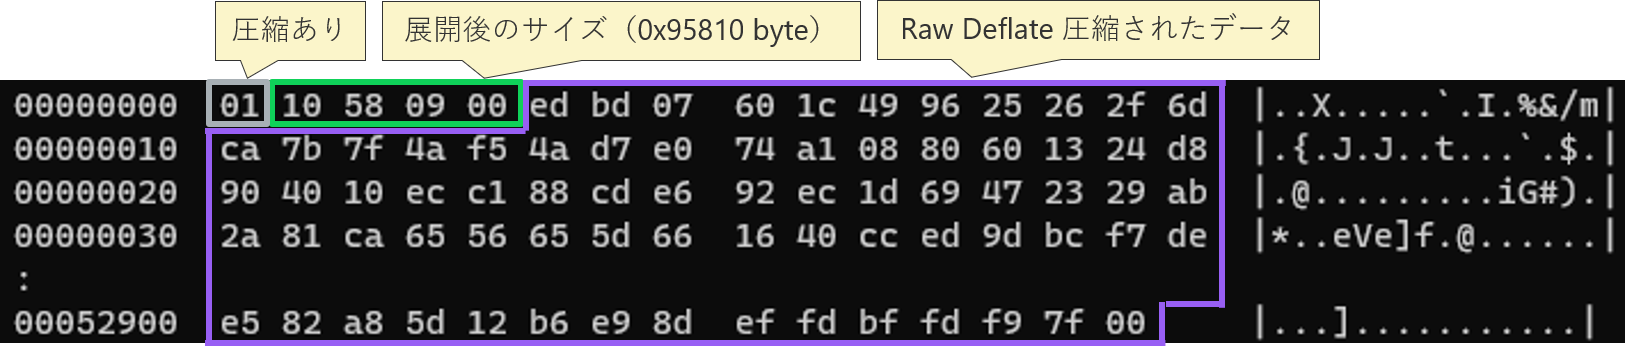 圧縮あり
展開後のサイズ（0x95810 byte）
Raw Deflate 圧縮されたデータ
00000000 01 10 58 09 00 ed bd 07 60 1c 49 96 25 26 2f 6d |..X.....`.I.%&/m|
00000010 ca 7b 7f 4a f5 4a d7 e0 74 a1 08 80 60 13 24 d8 |.{.J.J..t...`.$.|
00000020 90 40 10 ec c1 88 cd e6 92 ec 1d 69 47 23 29 ab |.@.........iG#).|
00000030 2a 81 ca 65 56 65 5d 66 16 40 cc ed 9d bc f7 de |*..eVe]f.@......|
:
00052900 e5 82 a8 5d 12 b6 e9 8d ef fd bf fd f9 7f 00 |...]...........|